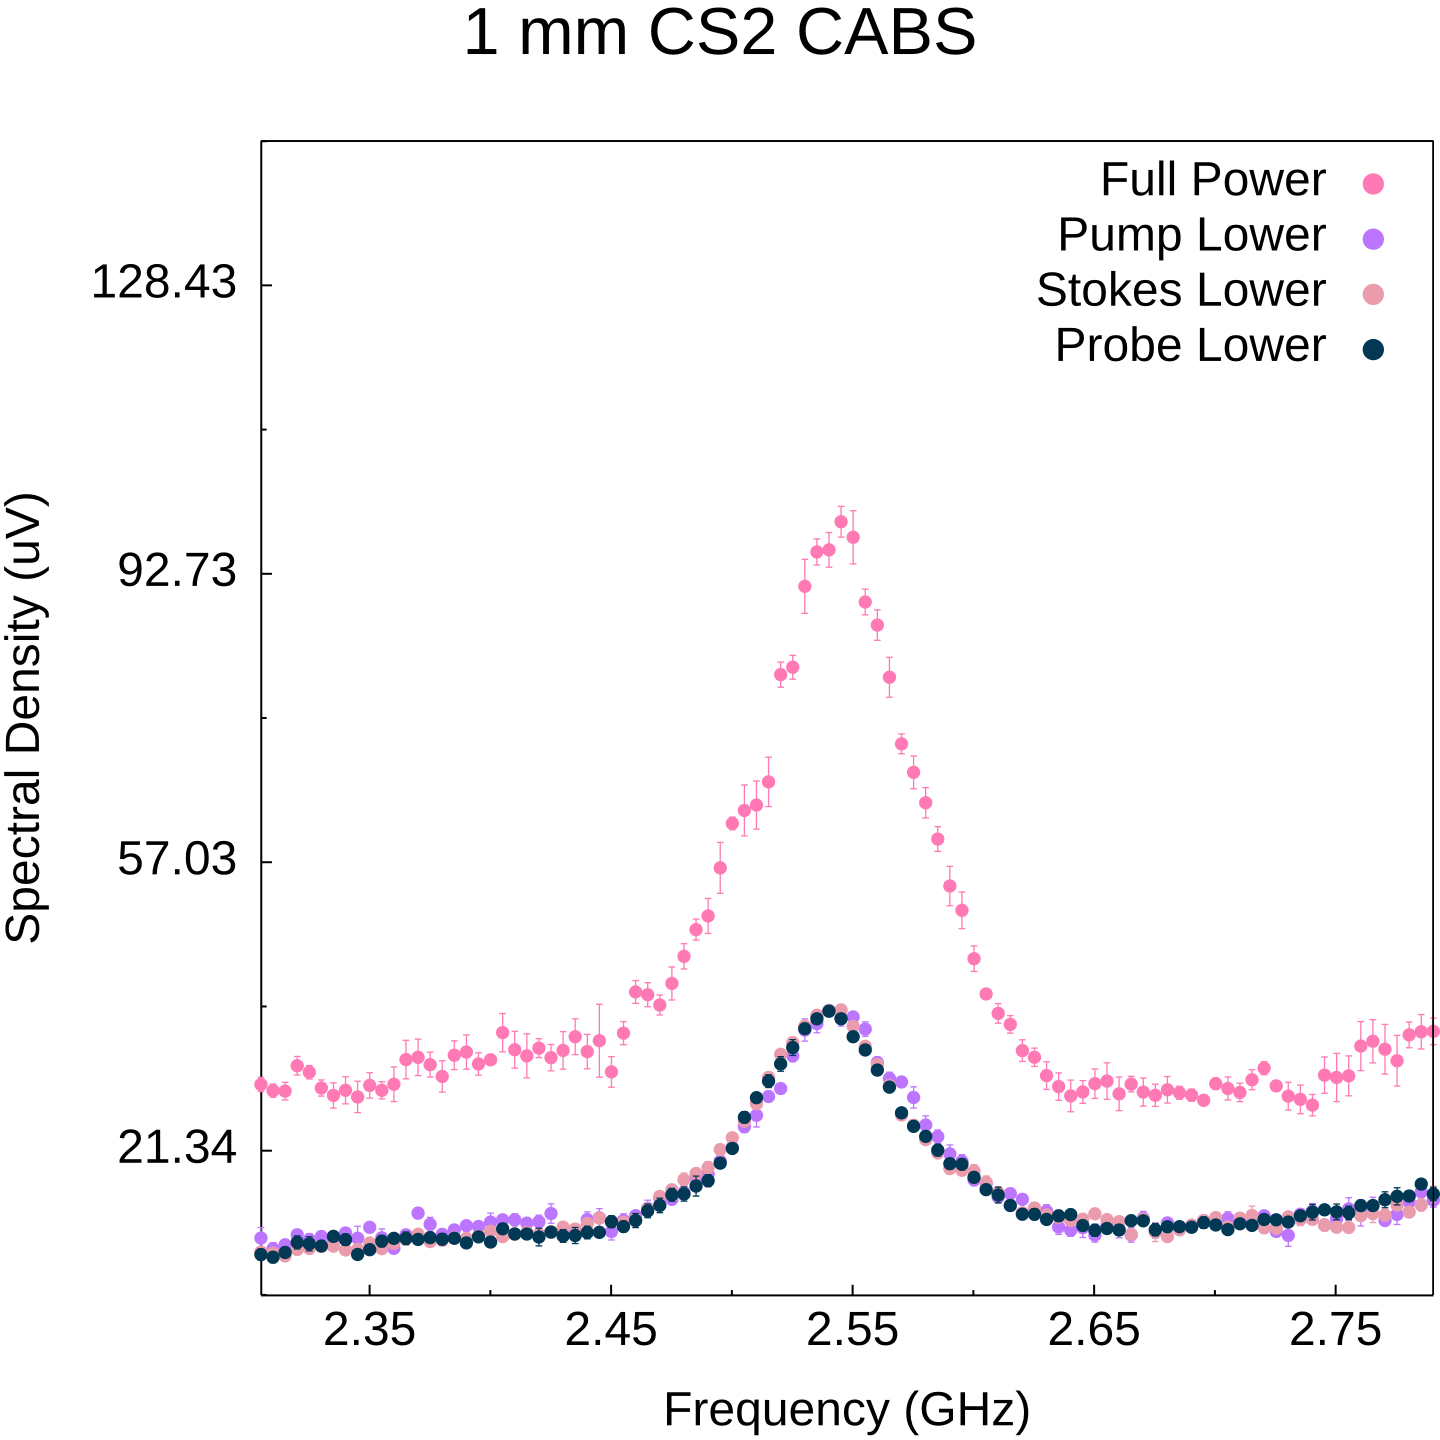 1 mm CS2 CABS
Full Power
Pump Lower
Stokes Lower
Probe Lower
128.43
92.73
57.03
21.34
Spectral Density (uV)
2.35 2.45 2.55 2.65 2.75
Frequency (GHz)